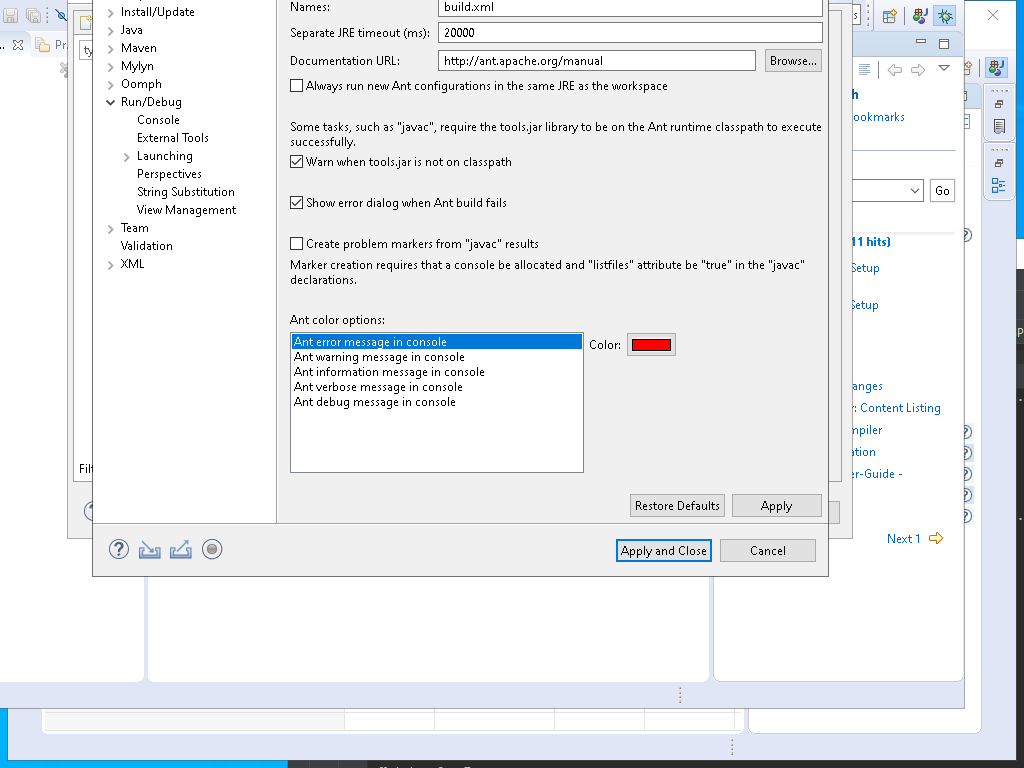 Install/Update
Java
Maven
Mylyn
Oomph
Run/Debug
Console
External Tools
Launching
Perspectives
String Substitution
View Management
Team
Validation
XML
Names:
build.xml
Separate JRE timeout (ms):
20000
Documentation URL:
http://ant.apache.org/manual
Browse...
Always run new Ant configurations in the same JRE as the workspace
Some tasks, such as "javac", require the tools.jar library to be on the Ant runtime classpath to execute
successfully.
Warn when tools.jar is not on classpath
Show error dialog when Ant build fails
Create problem markers from "javac" results
Marker creation requires that a console be allocated and "listfiles" attribute be "true" in the "javac"
declarations.
Ant color options:
Ant error message in console
Ant warning message in console
Ant information message in console
Ant verbose message in console
Ant debug message in console
Color:
Restore Defaults
Apply
Apply and Close
Cancel
Pr
ty
Filt
h
ookmarks
Go
11 hits)
Setup
Setup
anges
r: Content Listing
mpiler
ation
er-Guide -
Next 1